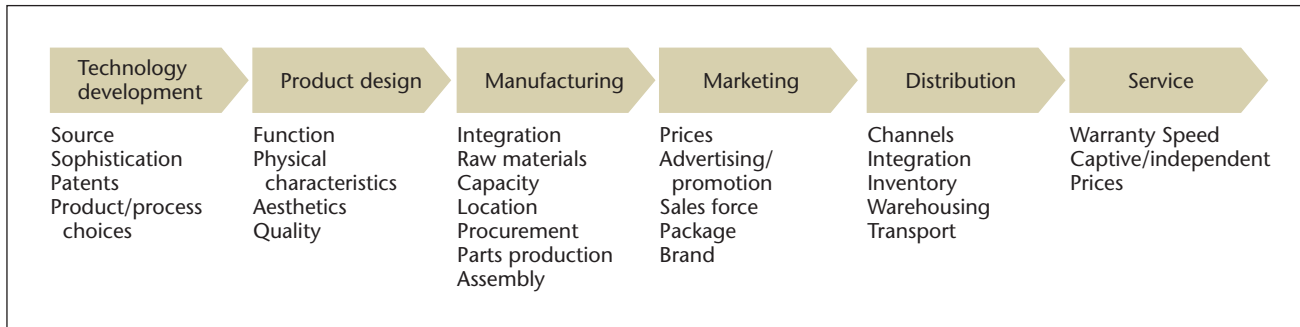 Technology
development
Product design
Manufacturing
Marketing
Distribution
Service
Source
Sophistication
Patents
Product/process
choices
Function
Physical
characteristics
Aesthetics
Quality
Integration
Raw materials
Capacity
Location
Procurement
Parts production
Assembly
Prices
Advertising/
promotion
Sales force
Package
Brand
Channels
Integration
Inventory
Warehousing
Transport
Warranty Speed
Captive/independent
Prices